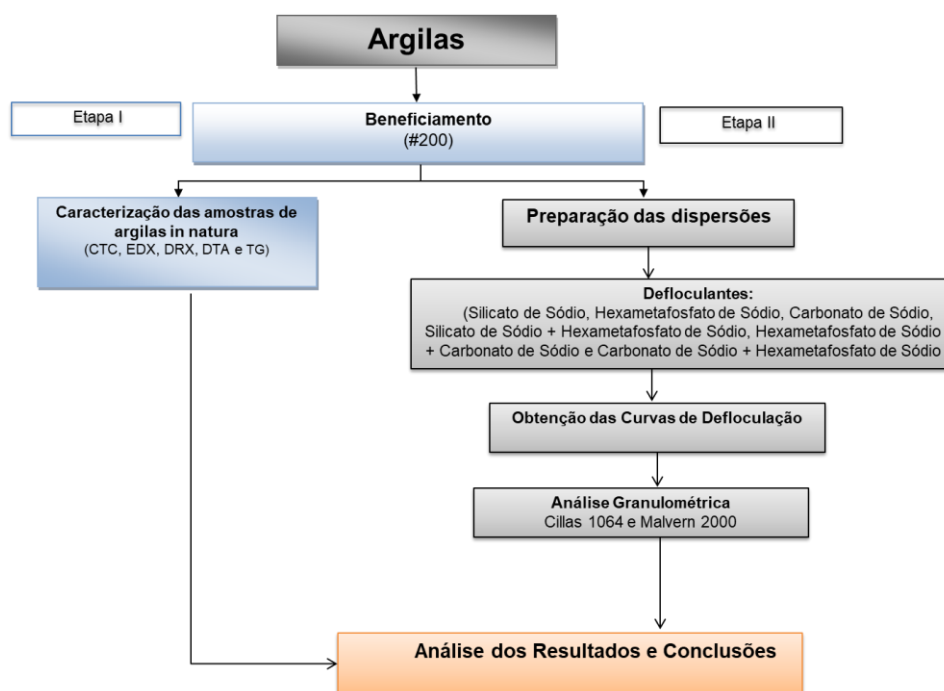 Argilas
Etapa I
Beneficiamento
(#200)
Etapa II
Caracterização das amostras de
argilas in natura
(CTC, EDX, DRX, DTA e TG)
Preparação das dispersões
Defloculantes:
(Silicato de Sódio, Hexametafosfato de Sódio, Carbonato de Sódio,
Silicato de Sódio + Hexametafosfato de Sódio, Hexametafosfato de Sódio
+ Carbonato de Sódio e Carbonato de Sódio + Hexametafosfato de Sódio
Obtenção das Curvas de Defloculação
Análise Granulométrica
Cillas 1064 e Malvern 2000
Análise dos Resultados e Conclusões